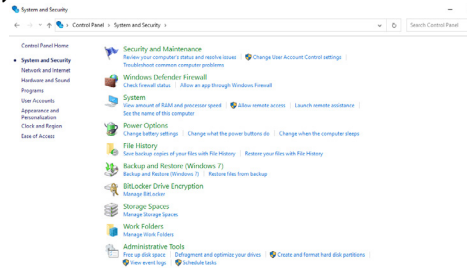 System and Security
Control Panel > System and Security >
Search Control Panel
Control Panel Home
System and Security
Network and Internet
Hardware and Sound
Programs
User Accounts
Appearance and
Personalization
Clock and Region
Ease of Access
Security and Maintenance
Review your computer's status and resolve issues | Change User Account Control settings |
Troubleshoot common computer problems
Windows Defender Firewall
Check firewall status | Allow an app through Windows Firewall
System
View amount of RAM and processor speed | Allow remote access | Launch remote assistance |
See the name of this computer
Power Options
Change battery settings | Change what the power buttons do | Change when the computer sleeps
File History
Save backup copies of your files with File History | Restore your files with File History
Backup and Restore (Windows 7)
Backup and Restore (Windows 7) | Restore files from backup
BitLocker Drive Encryption
Manage BitLocker
Storage Spaces
Manage Storage Spaces
Work Folders
Manage Work Folders
Administrative Tools
Free up disk space | Defragment and optimize your drives | Create and format hard disk partitions |
View event logs | Schedule tasks